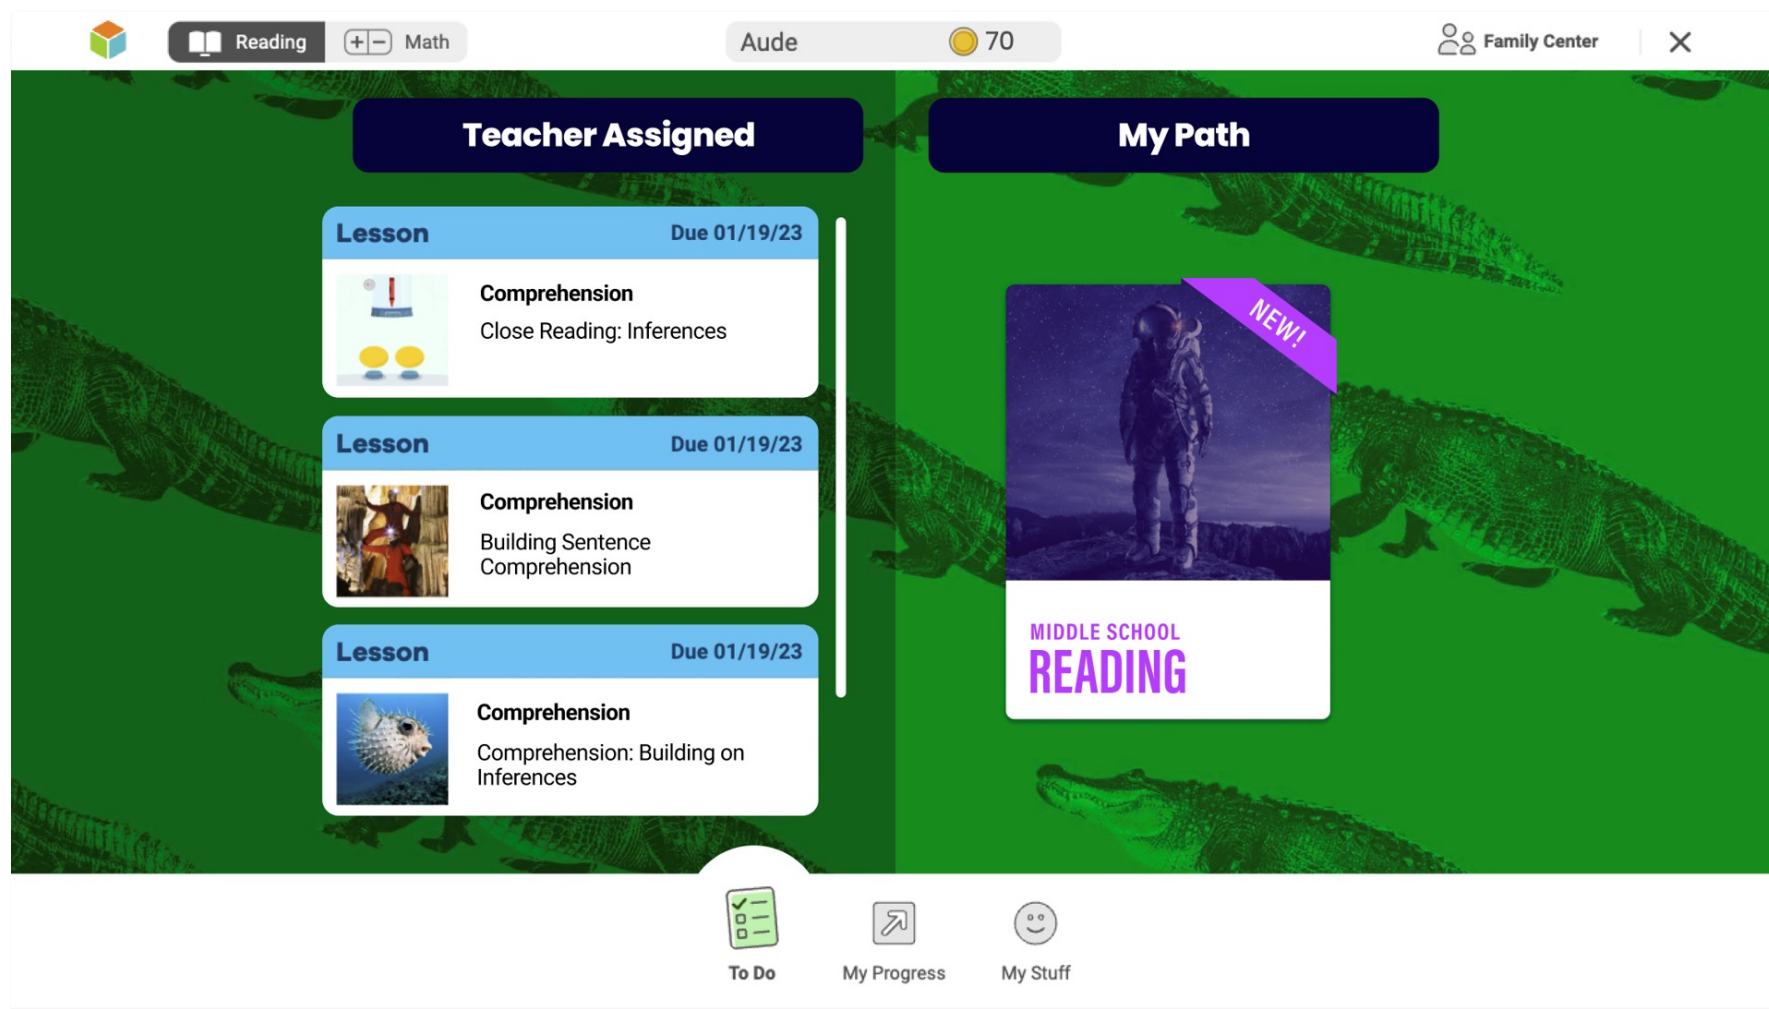 Reading
Math
Aude
70
Family Center
Teacher Assigned
My Path
Lesson
Due 01/19/23
Comprehension
Close Reading: Inferences
Lesson
Due 01/19/23
Comprehension
Building Sentence
Comprehension
Lesson
Due 01/19/23
Comprehension
Comprehension: Building on
Inferences
NEW!
MIDDLE SCHOOL
READING
To Do
My Progress
My Stuff